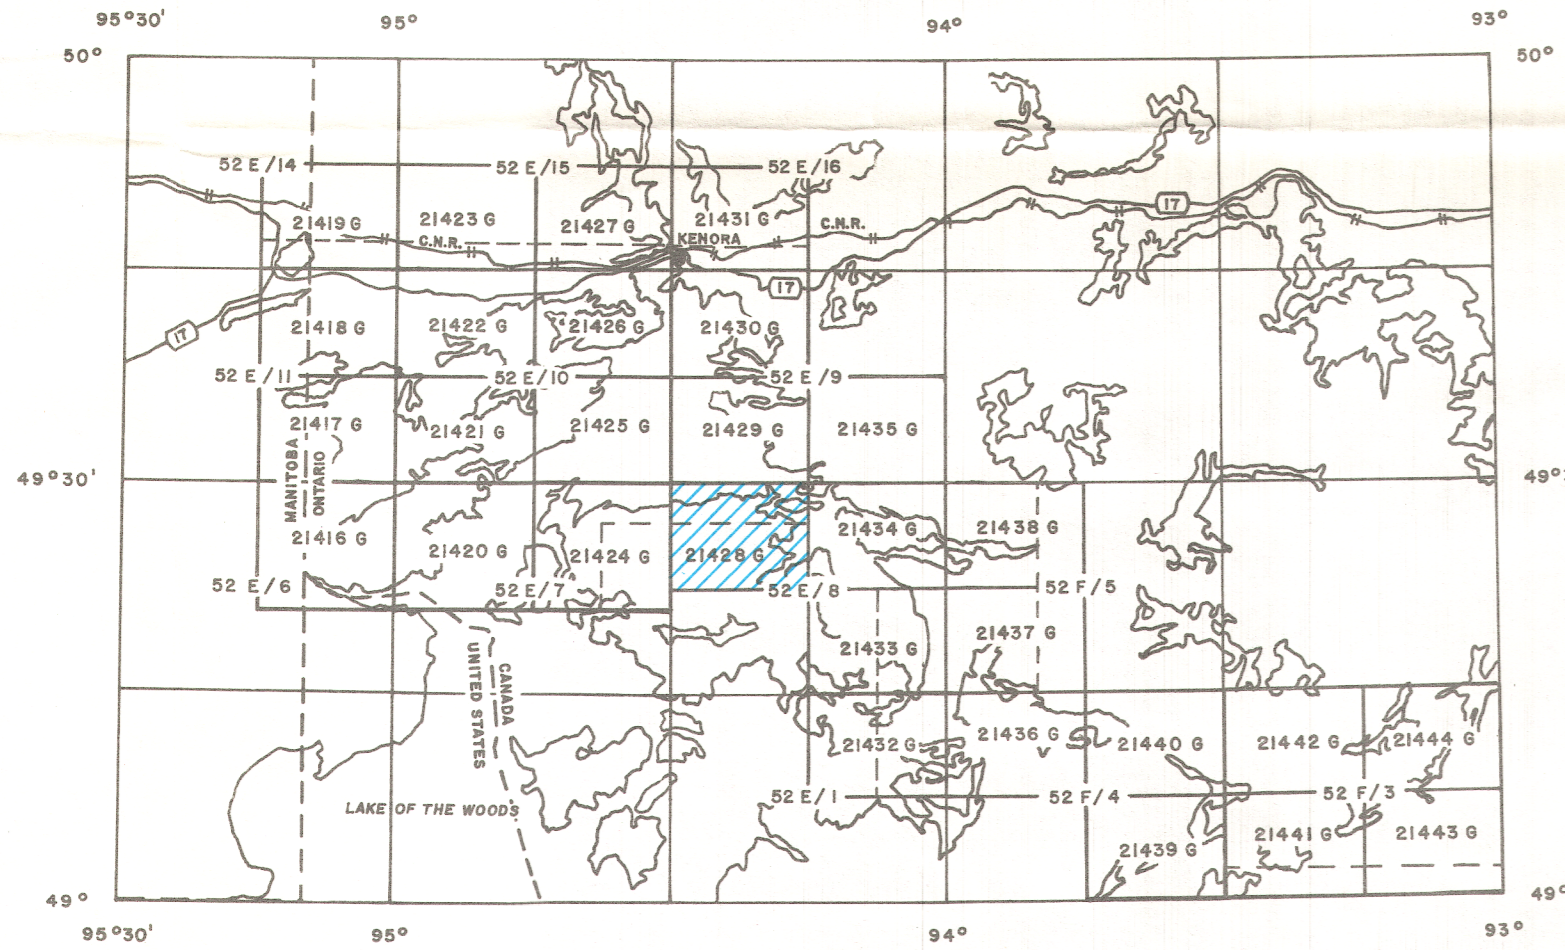 95°30'
95°
94°
93°
50°
50°
52 E/14
52 E/15
52 E/16
17
21419 G
21423 G
21427 G
21431 G
C.N.R.
C.N.R.
KENORA
17
17
21418 G
21422 G
21426 G
21430 G
52 E/11
52 E/10
52 E/9
21417 G
21421 G
21425 G
21429 G
21435 G
49°30'
49°
MANITOBA
ONTARIO
21416 G
21420 G
21424 G
21428 G
21434 G
21438 G
52 E/6
52 E/7
52 E/8
52 F/5
21433 G
21437 G
CANADA
UNITED STATES
21432 G
21436 G
21440 G
21442 G
21444 G
LAKE OF THE WOODS
52 E/1
52 F/4
52 F/3
21439 G
21441 G
21443 G
49°
49°
95°30'
95°
94°
93°